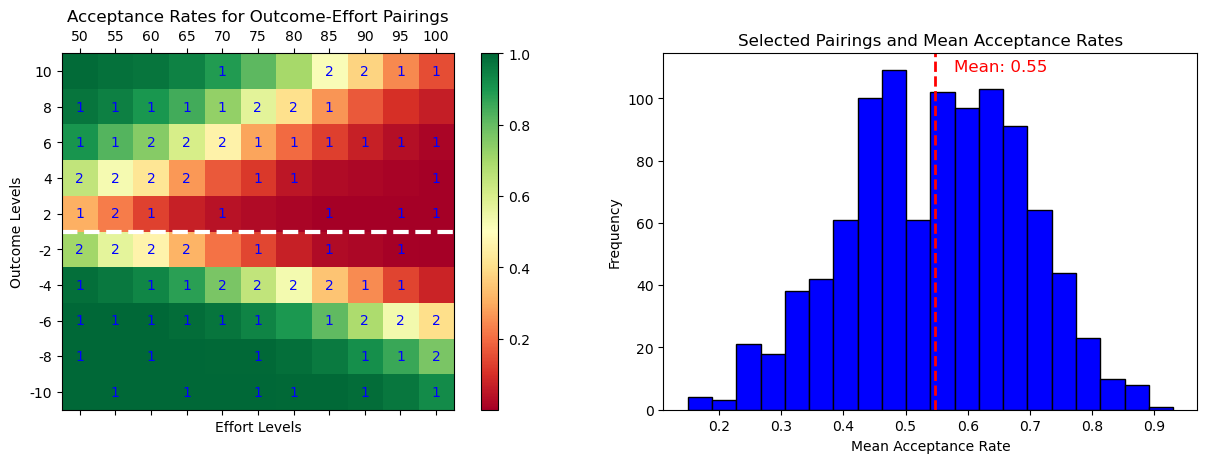 Acceptance Rates for Outcome-Effort Pairings
50 55 60 65 70 75 80 85 90 95 100
Outcome Levels
10 1 2 2 1 1
8 1 1 1 1 1 2 2 1
6 1 1 2 2 2 1 1 1 1 1 1
4 2 2 2 2 1 1 1
2 1 2 1 1 1 1 1
-2 2 2 2 2 1 1 1
-4 1 1 1 2 2 2 2 1 1
-6 1 1 1 1 1 1 1 2 2 2
-8 1 1 1 1 1 2
-10 1 1 1 1 1
Effort Levels
1.0
0.8
0.6
0.4
0.2
Selected Pairings and Mean Acceptance Rates
Mean: 0.55
Frequency
100
80
60
40
20
0
0.2 0.3 0.4 0.5 0.6 0.7 0.8 0.9
Mean Acceptance Rate